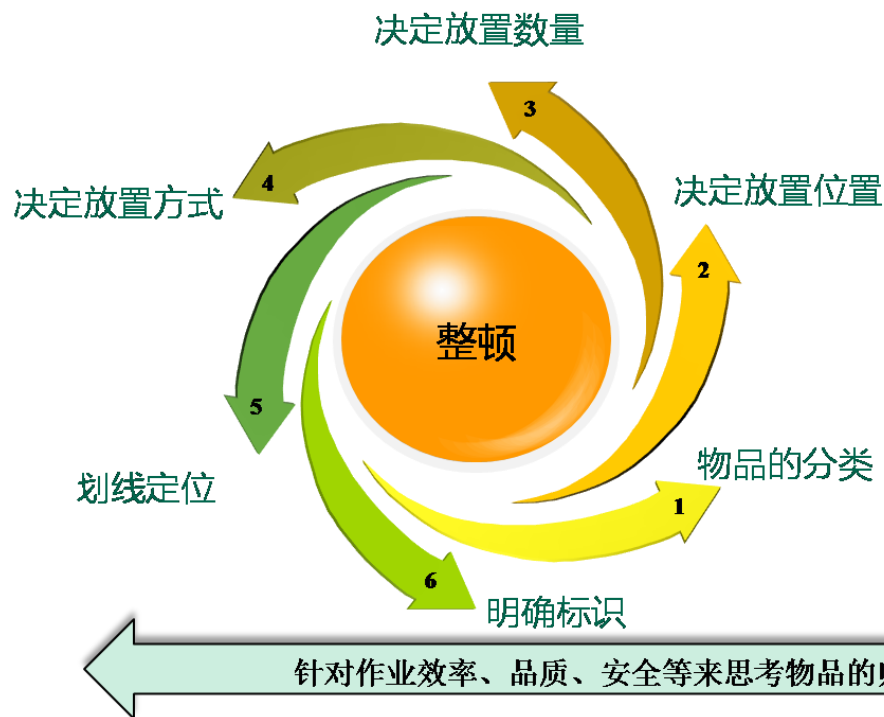 决定放置数量
3
4
决定放置方式
决定放置位置
2
整顿
5
划线定位
物品的分类
1
6
明确标识
针对作业效率、品质、安全等来思考物品的